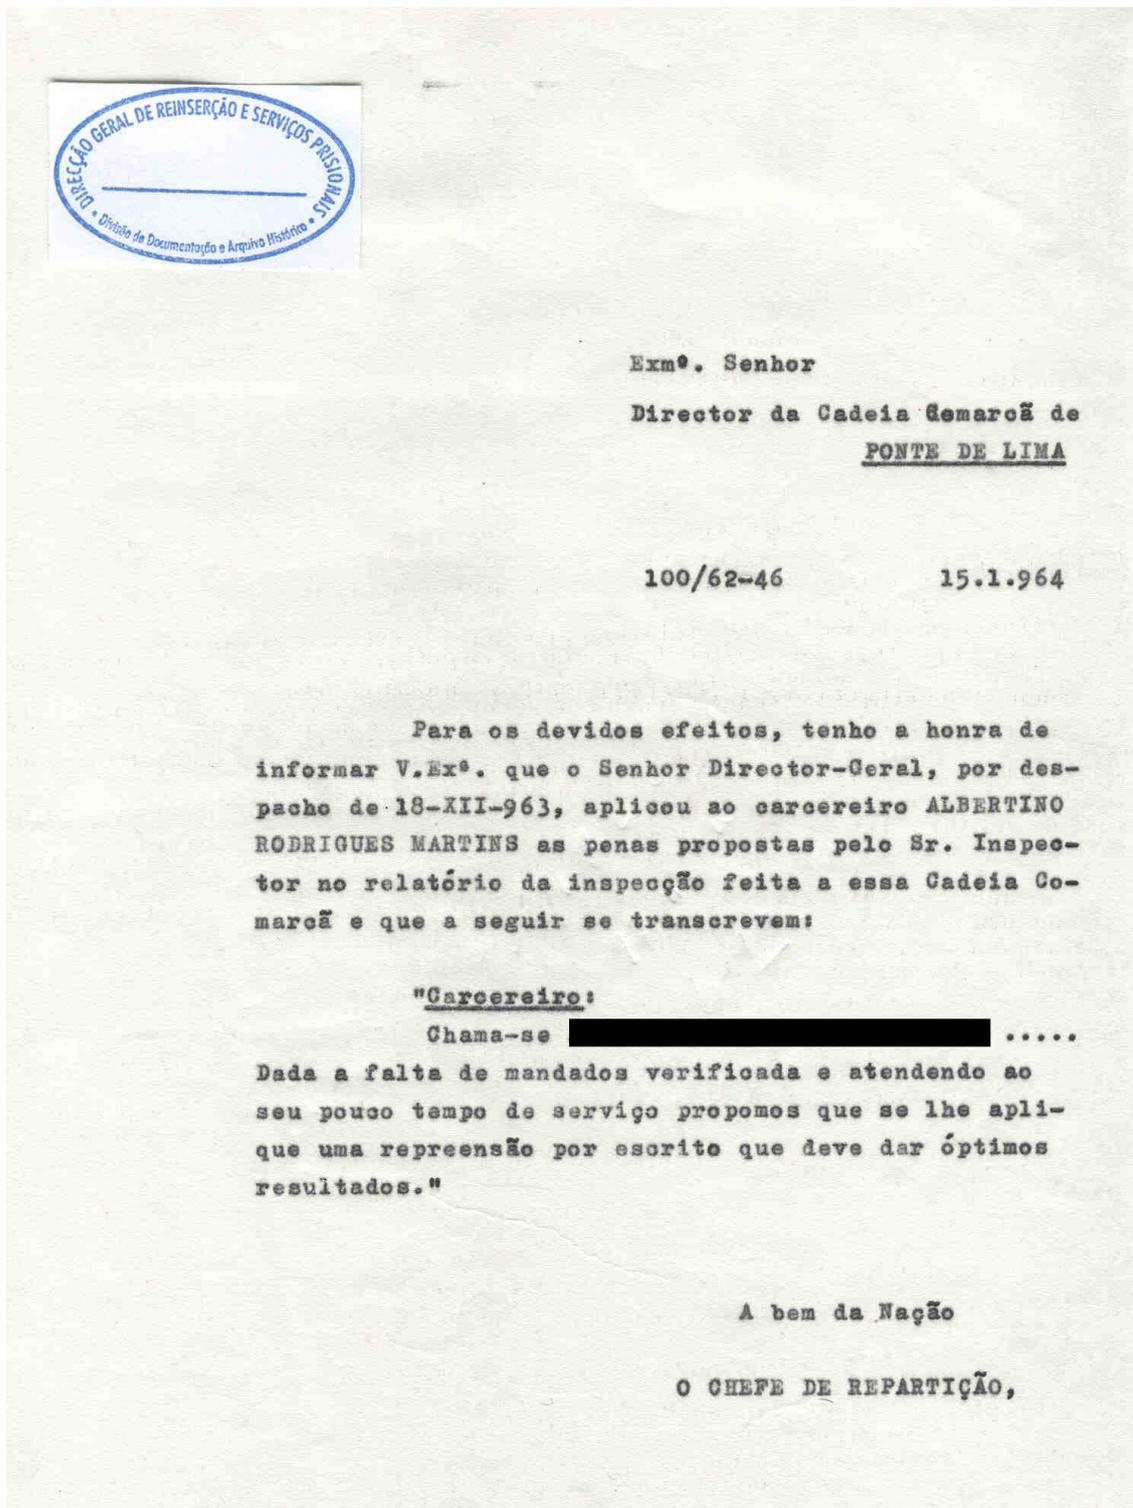 DIRECÇÃO GERAL DE REINSERÇÃO E SERVIÇOS PRISIONAIS
• Divisão de Documentação e Arquivo Histórico •
Exmº. Senhor
Director da Cadeia Comarcã de
PONTE DE LIMA
100/62-46 15.1.964
Para os devidos efeitos, tenho a honra de
informar V.Exª. que o Senhor Director-Geral, por des-
pacho de 18-XII-963, aplicou ao carcereiro ALBERTINO
RODRIGUES MARTINS as penas propostas pelo Sr. Inspec-
tor no relatório da inspecção feita a essa Cadeia Co-
marcã e que a seguir se transcrevem:
"Carcereiro:
Chama-se .....
Dada a falta de mandados verificada e atendendo ao
seu pouco tempo de serviço propomos que se lhe apli-
que uma repreensão por escrito que deve dar óptimos
resultados."
A bem da Nação
O CHEFE DE REPARTIÇÃO,